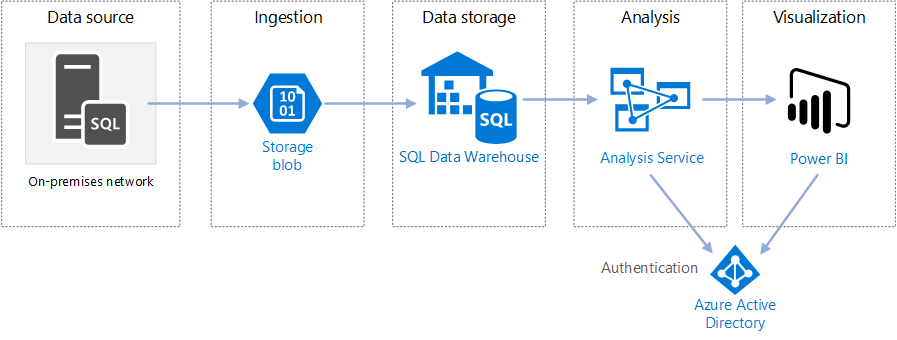 Data source
Ingestion
Data storage
Analysis
Visualization
SQL
On-premises network
10
01
Storage
blob
SQL
SQL Data Warehouse
Analysis Service
Power BI
Authentication
Azure Active
Directory